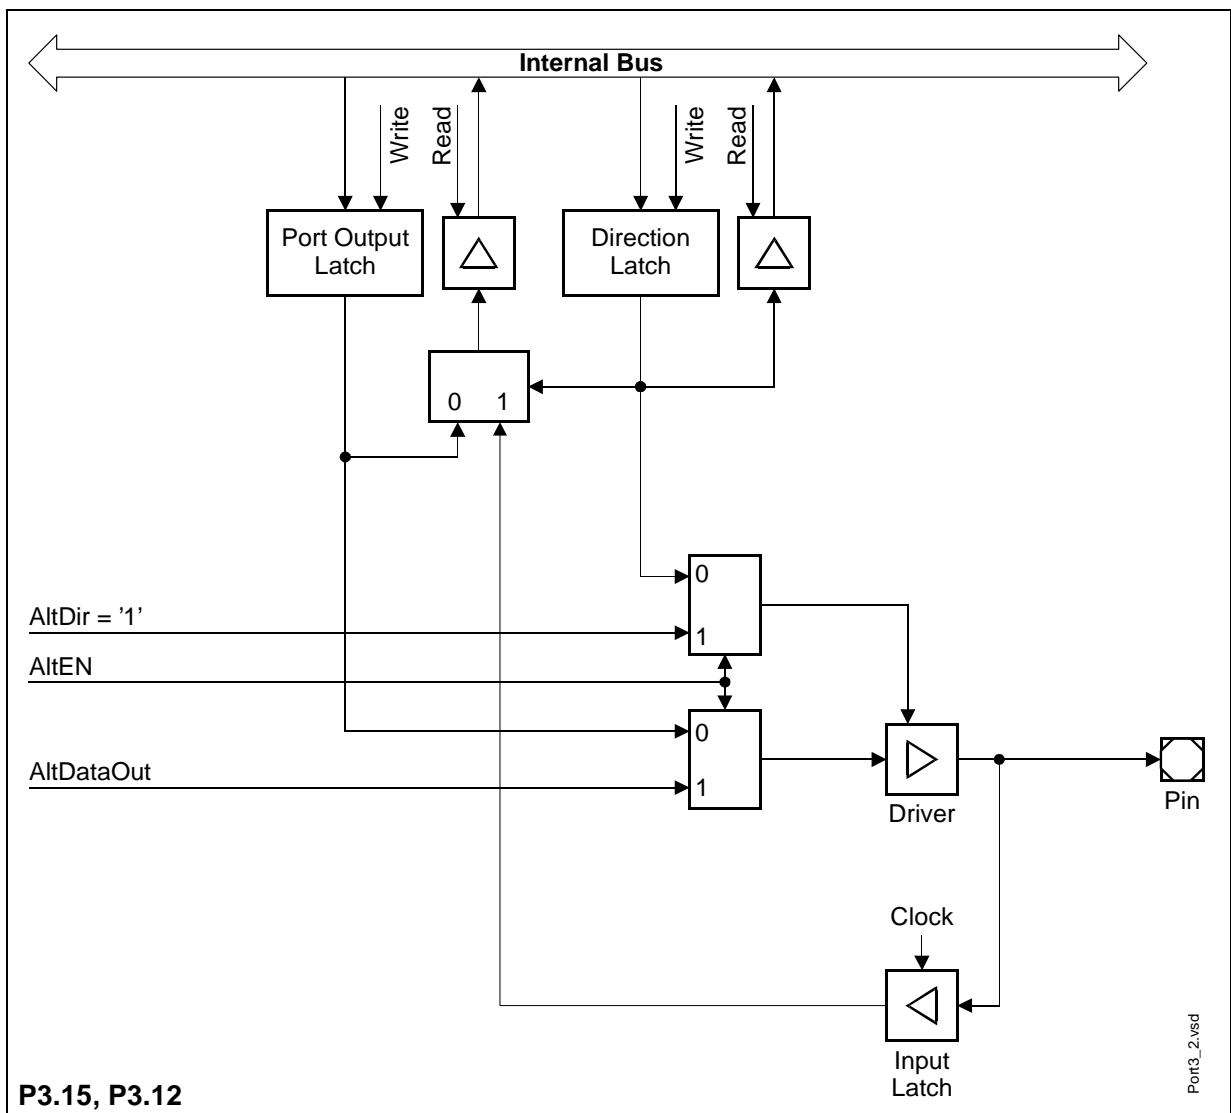 Internal Bus
Write
Read
Write
Read
Port Output
Latch
Direction
Latch
0 1
0
AltDir = '1'
1
AltEN
0
AltDataOut
1
Driver
Pin
Clock
Input
Latch
Port3_2.vsd
P3.15, P3.12